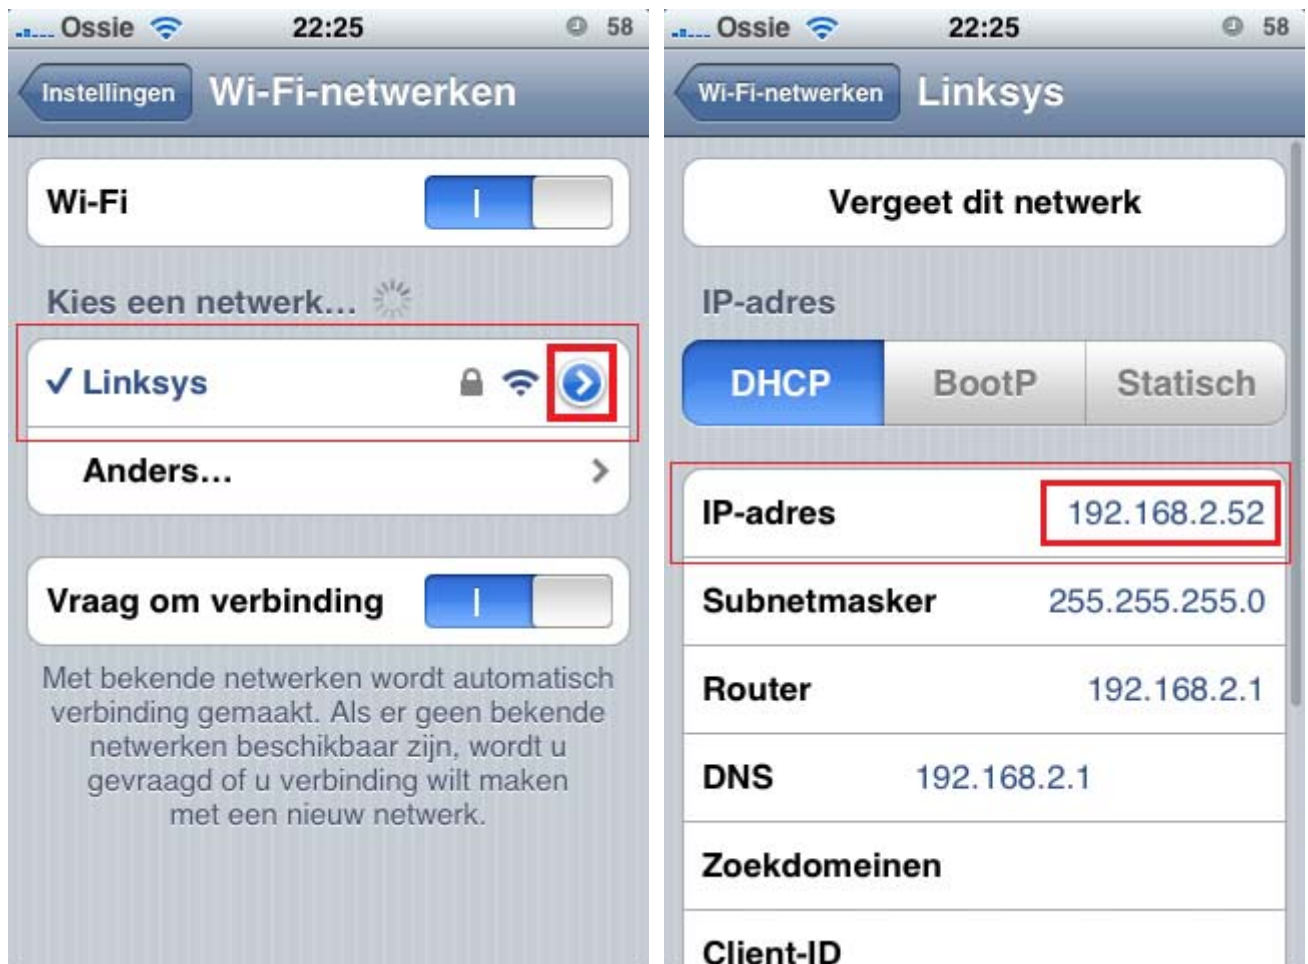 Ossie 22:25 58
Instellingen Wi-Fi-netwerken
Wi-Fi
Kies een netwerk...
Linksys
Anders...
Vraag om verbinding
Met bekende netwerken wordt automatisch
verbinding gemaakt. Als er geen bekende
netwerken beschikbaar zijn, wordt u
gevraagd of u verbinding wilt maken
met een nieuw netwerk.
Ossie 22:25 58
Wi-Fi-netwerken Linksys
Vergeet dit netwerk
IP-adres
DHCP BootP Statisch
IP-adres 192.168.2.52
Subnetmasker 255.255.255.0
Router 192.168.2.1
DNS 192.168.2.1
Zoekdomeinen
Client-ID